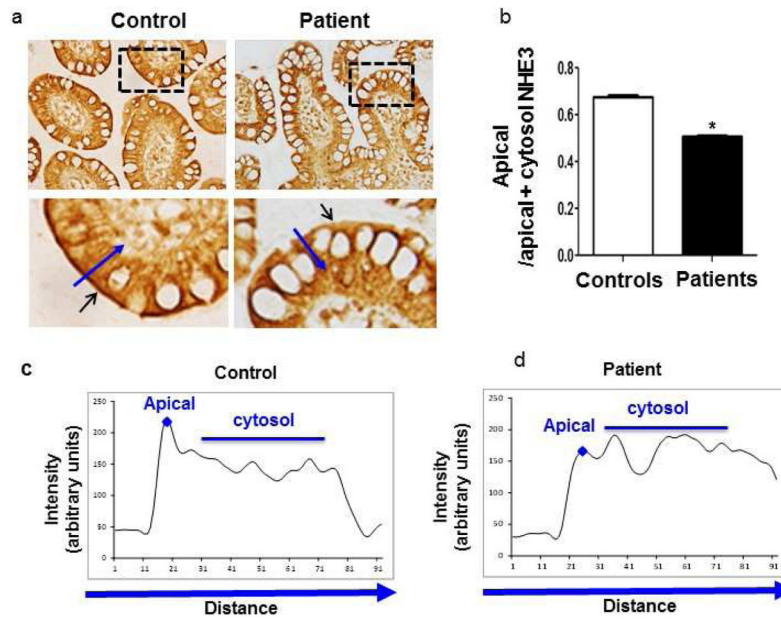 a
Control
Patient
b
Apical
/apical + cytosol NHE3
0.8
0.6
0.4
0.2
0.0
*
Controls
Patients
c
Control
Intensity
(arbitrary units)
250
200
150
100
50
0
Apical
cytosol
1 11 21 31 41 51 61 71 81 91
Distance
d
Patient
Intensity
(arbitrary units)
250
200
150
100
50
0
Apical
cytosol
1 11 21 31 41 51 61 71 81 91
Distance